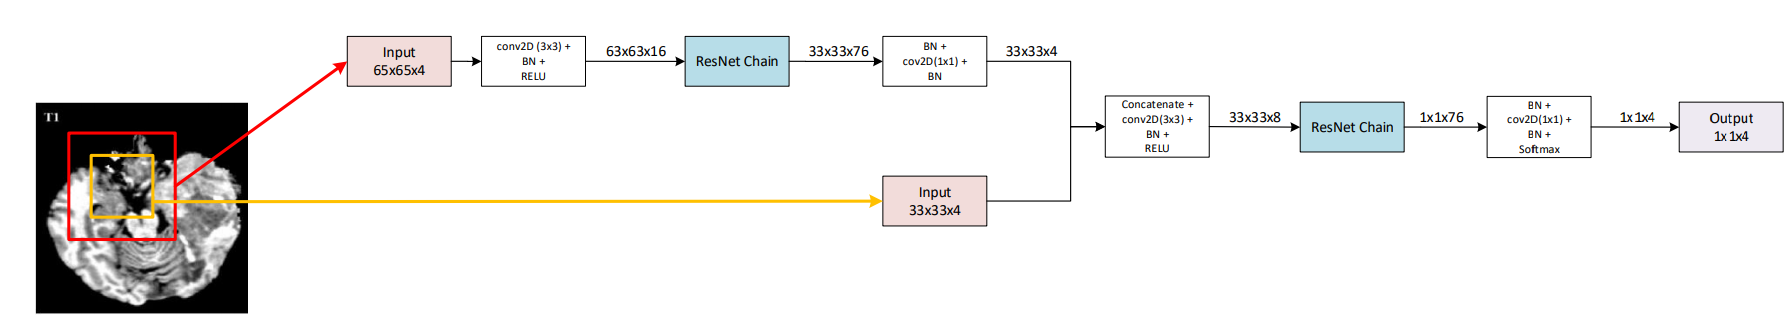 T1
Input
65x65x4
conv2D (3x3) +
BN +
RELU
63x63x16
ResNet Chain
33x33x76
BN +
cov2D(1x1) +
BN
33x33x4
Input
33x33x4
Concatenate +
conv2D(3x3) +
BN +
RELU
33x33x8
ResNet Chain
1x1x76
BN +
cov2D(1x1) +
BN +
Softmax
1x1x4
Output
1x1x4